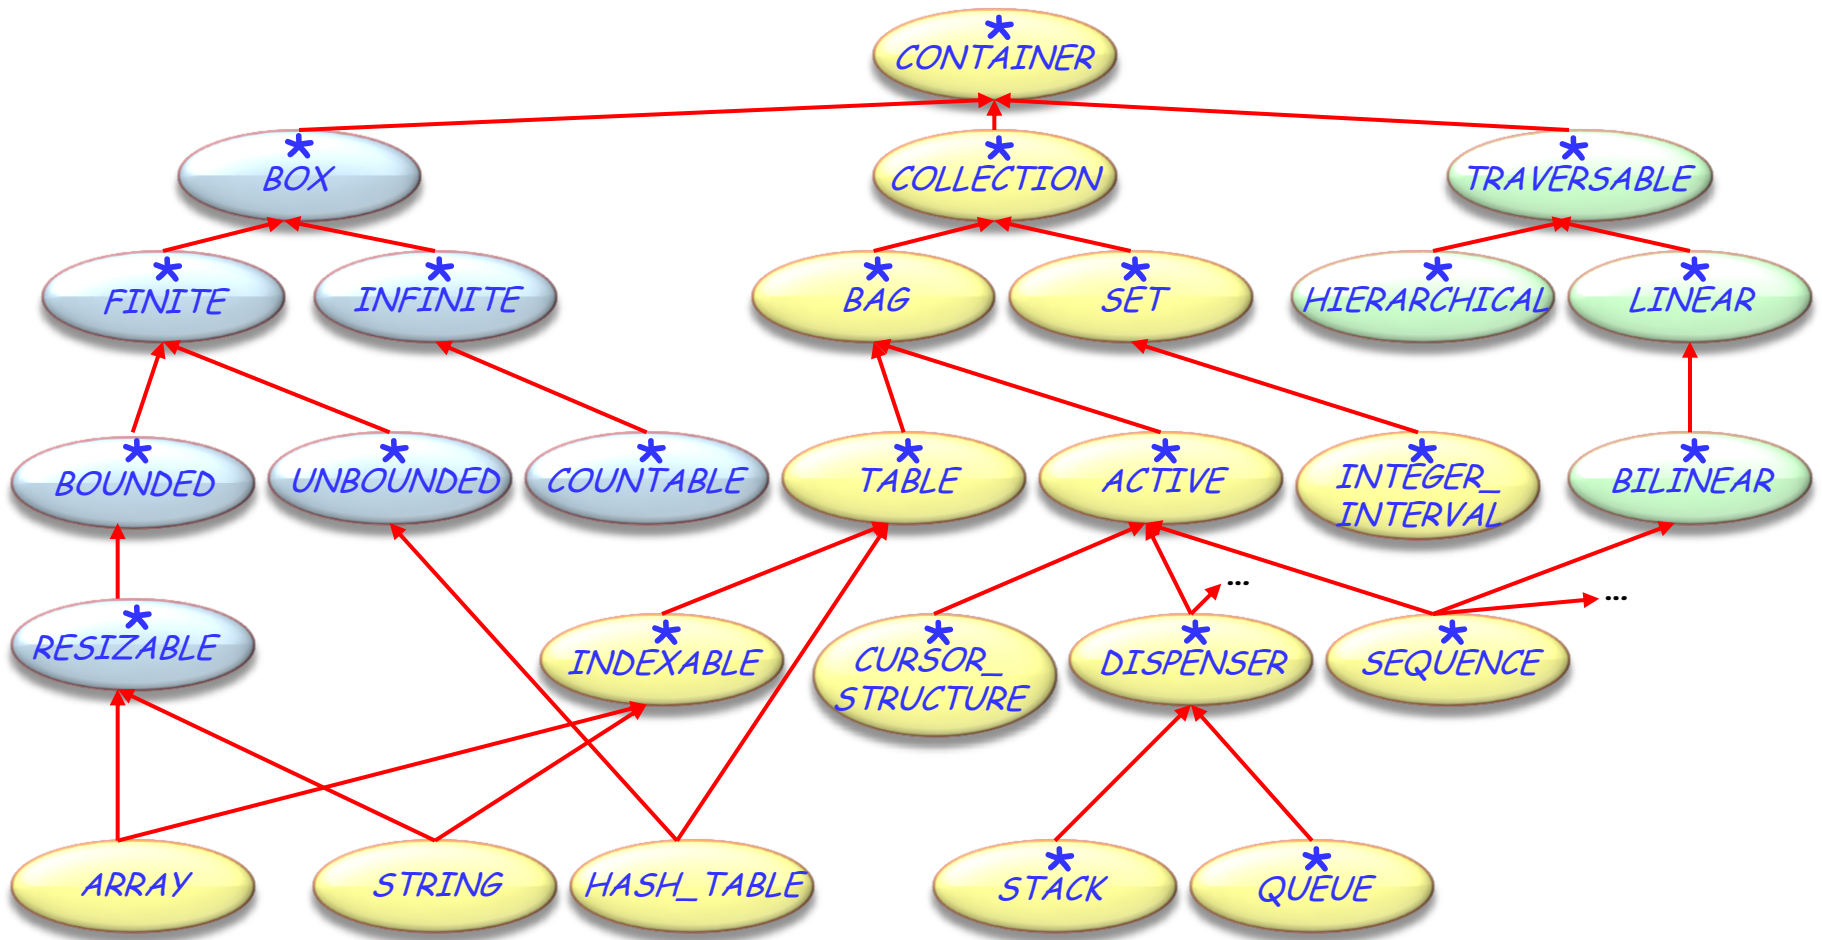 *
CONTAINER
*
BOX
*
COLLECTION
*
TRAVERSABLE
*
FINITE
*
INFINITE
*
BAG
*
SET
*
HIERARCHICAL
*
LINEAR
*
BOUNDED
*
UNBOUNDED
*
COUNTABLE
*
TABLE
*
ACTIVE
*
INTEGER_
INTERVAL
*
BILINEAR
...
...
*
RESIZABLE
*
INDEXABLE
*
CURSOR_
STRUCTURE
*
DISPENSER
*
SEQUENCE
ARRAY
STRING
HASH_TABLE
*
STACK
*
QUEUE